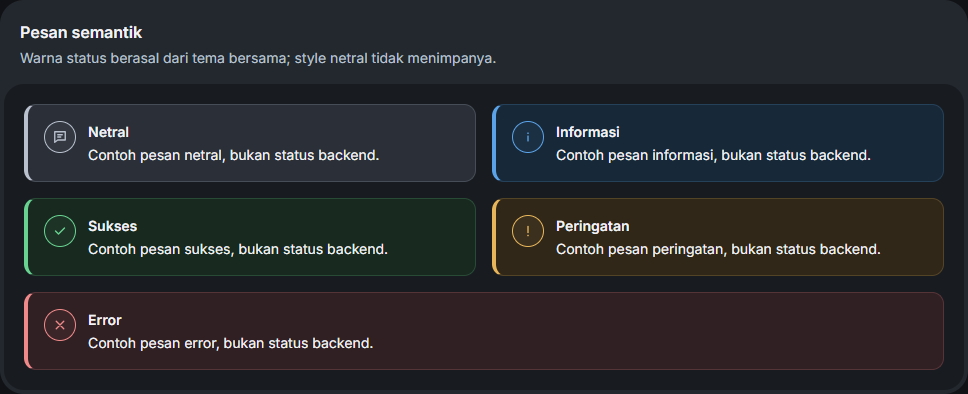 Pesan semantik
Warna status berasal dari tema bersama; style netral tidak menimpanya.
Netral
Contoh pesan netral, bukan status backend.
Informasi
Contoh pesan informasi, bukan status backend.
Sukses
Contoh pesan sukses, bukan status backend.
Peringatan
Contoh pesan peringatan, bukan status backend.
Error
Contoh pesan error, bukan status backend.